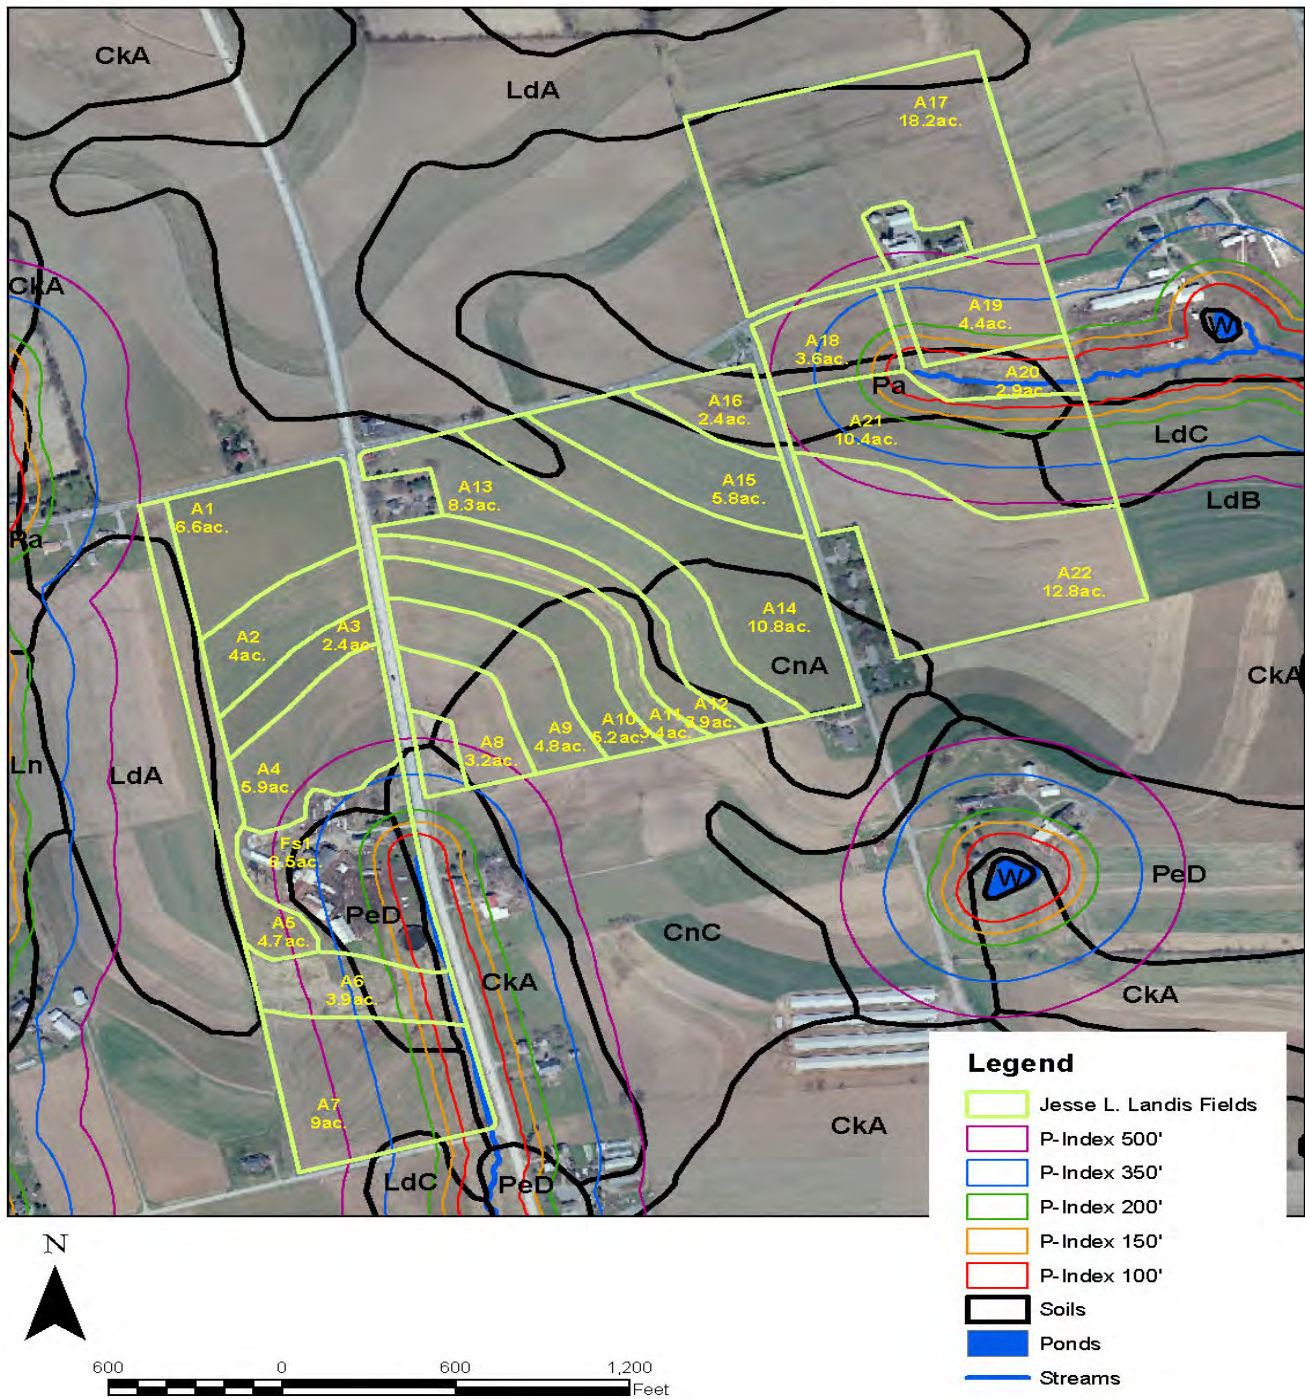 CkA
LdA
A17
18.2ac.
CkA
W
A19
4.4ac.
A18
3.6ac.
A20
2.9ac.
Pa
A16
2.4ac.
A21
10.4ac.
LdC
LdB
A15
5.8ac.
A13
8.3ac.
A1
6.6ac.
Pa
A22
12.8ac.
A14
10.8ac.
A3
2.4ac.
A2
4ac.
CnA
CkA
A12
3.9ac.
A11
3.4ac.
A10
5.2ac.
A9
4.8ac.
A8
3.2ac.
Ln
LdA
A4
5.9ac.
Fs1
PeD
W
PeD
A5
4.7ac.
CnC
A6
3.9ac.
CkA
CkA
A7
9ac.
CkA
LdC
PeD
Legend
Jesse L. Landis Fields
P-Index 500'
P-Index 350'
P-Index 200'
P-Index 150'
P-Index 100'
Soils
Ponds
Streams
N
600 0 600 1,200
Feet